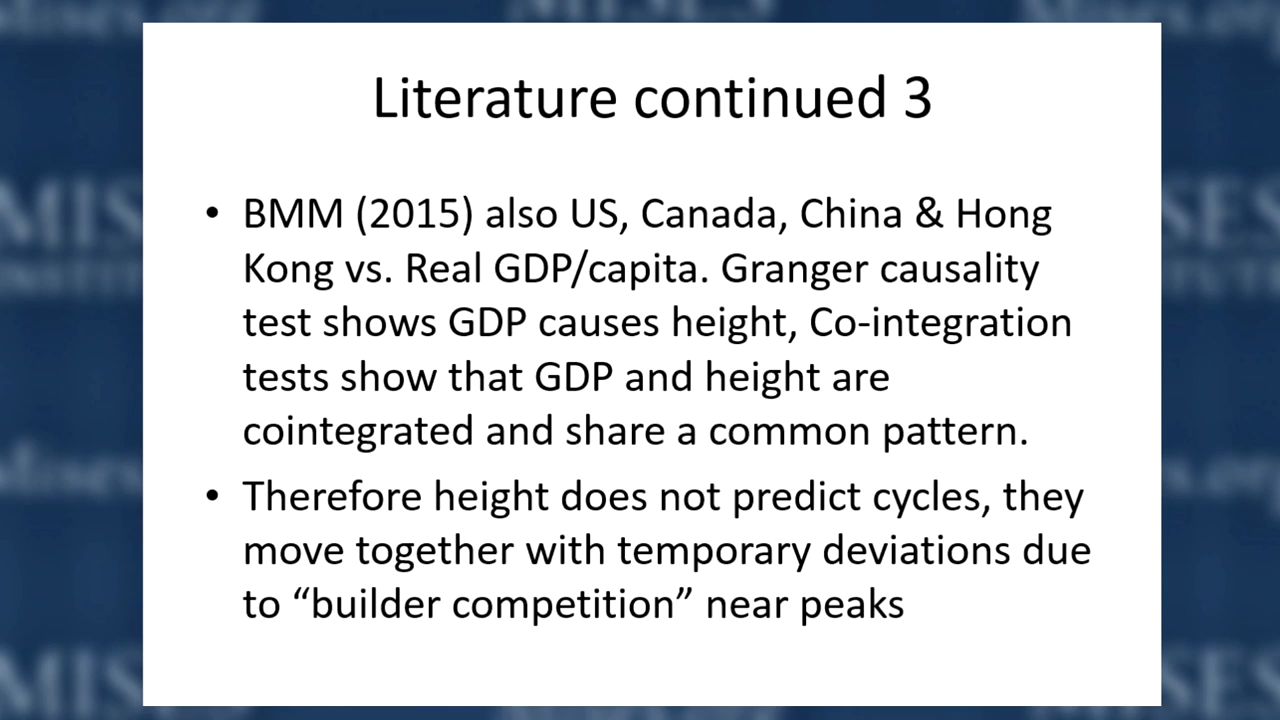 Literature continued 3
• BMM (2015) also US, Canada, China & Hong
Kong vs. Real GDP/capita. Granger causality
test shows GDP causes height, Co-integration
tests show that GDP and height are
cointegrated and share a common pattern.
• Therefore height does not predict cycles, they
move together with temporary deviations due
to “builder competition” near peaks